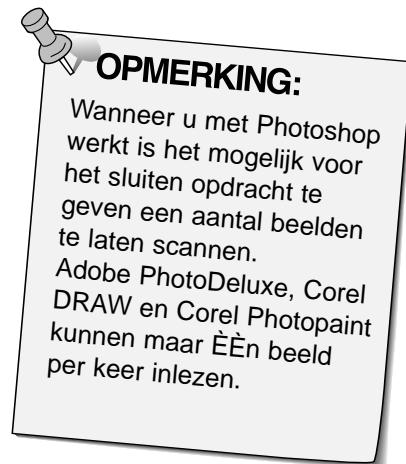 OPMERKING:
Wanneer u met Photoshop
werkt is het mogelijk voor
het sluiten opdracht te
geven een aantal beelden
te laten scannen.
Adobe PhotoDeluxe, Corel
DRAW en Corel Photopaint
kunnen maar ÈÈn beeld
per keer inlezen.